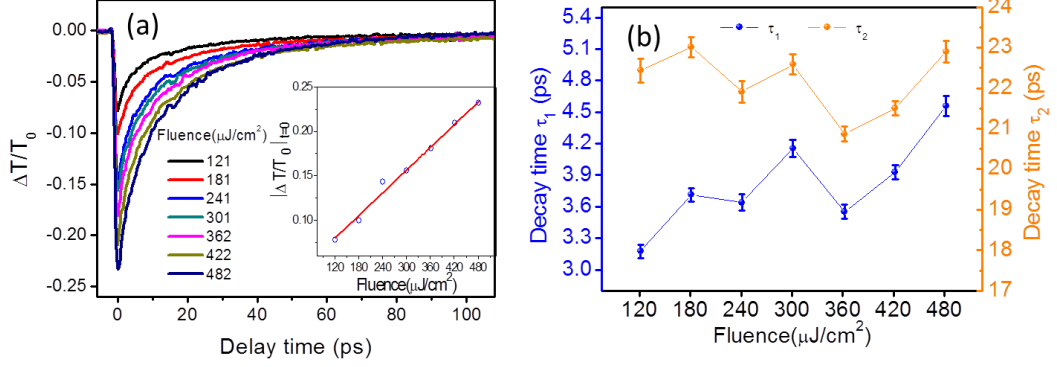 (a)
0.00
-0.05
-0.10
-0.15
-0.20
-0.25
ΔT/T0
Fluence(μJ/cm²)
121
181
241
301
362
422
482
0 20 40 60 80 100
Delay time (ps)
0.25
0.20
0.15
0.10
|ΔT/T0|t=0
120 180 240 300 360 420 480
Fluence(μJ/cm²)
(b)
τ1 τ2
5.4
5.1
4.8
4.5
4.2
3.9
3.6
3.3
3.0
Decay time τ1 (ps)
120 180 240 300 360 420 480
Fluence(μJ/cm²)
25
24
23
22
21
20
19
18
17
Decay time τ2 (ps)